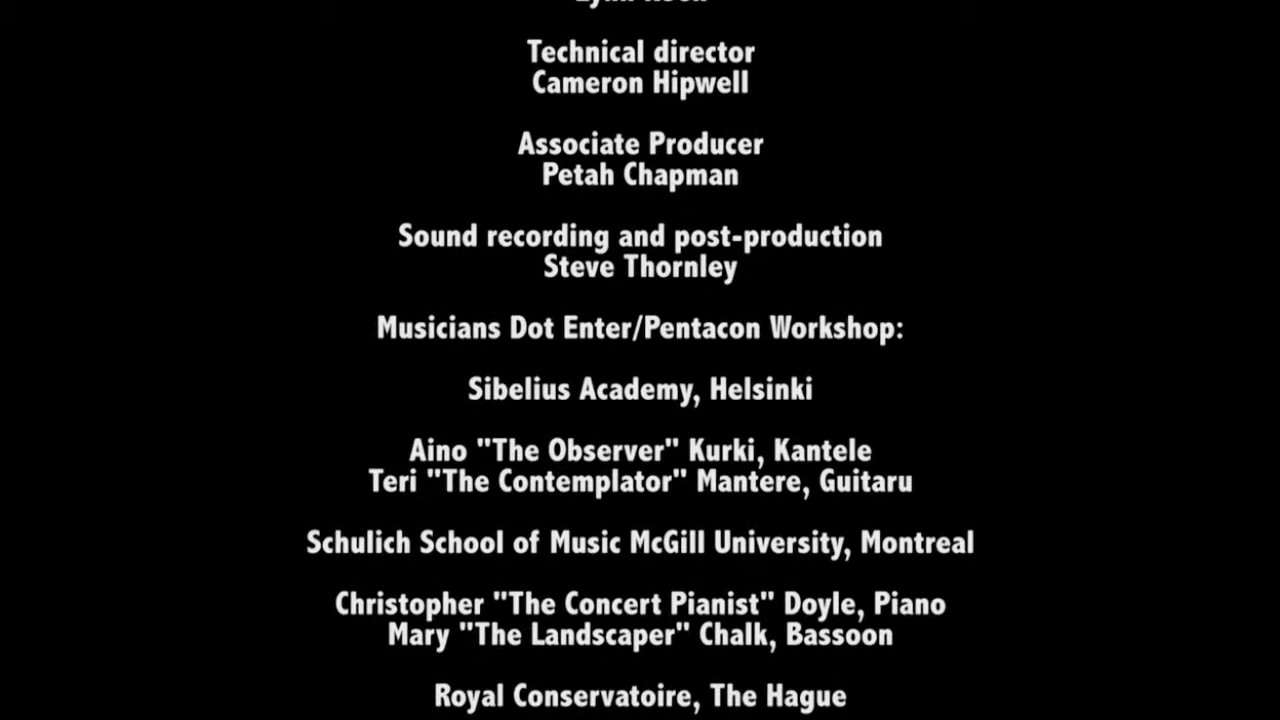 Technical director
Cameron Hipwell
Associate Producer
Petah Chapman
Sound recording and post-production
Steve Thornley
Musicians Dot Enter/Pentacon Workshop:
Sibelius Academy, Helsinki
Aino "The Observer" Kurki, Kantele
Teri "The Contemplator" Mantere, Guitaru
Schulich School of Music McGill University, Montreal
Christopher "The Concert Pianist" Doyle, Piano
Mary "The Landscaper" Chalk, Bassoon
Royal Conservatoire, The Hague